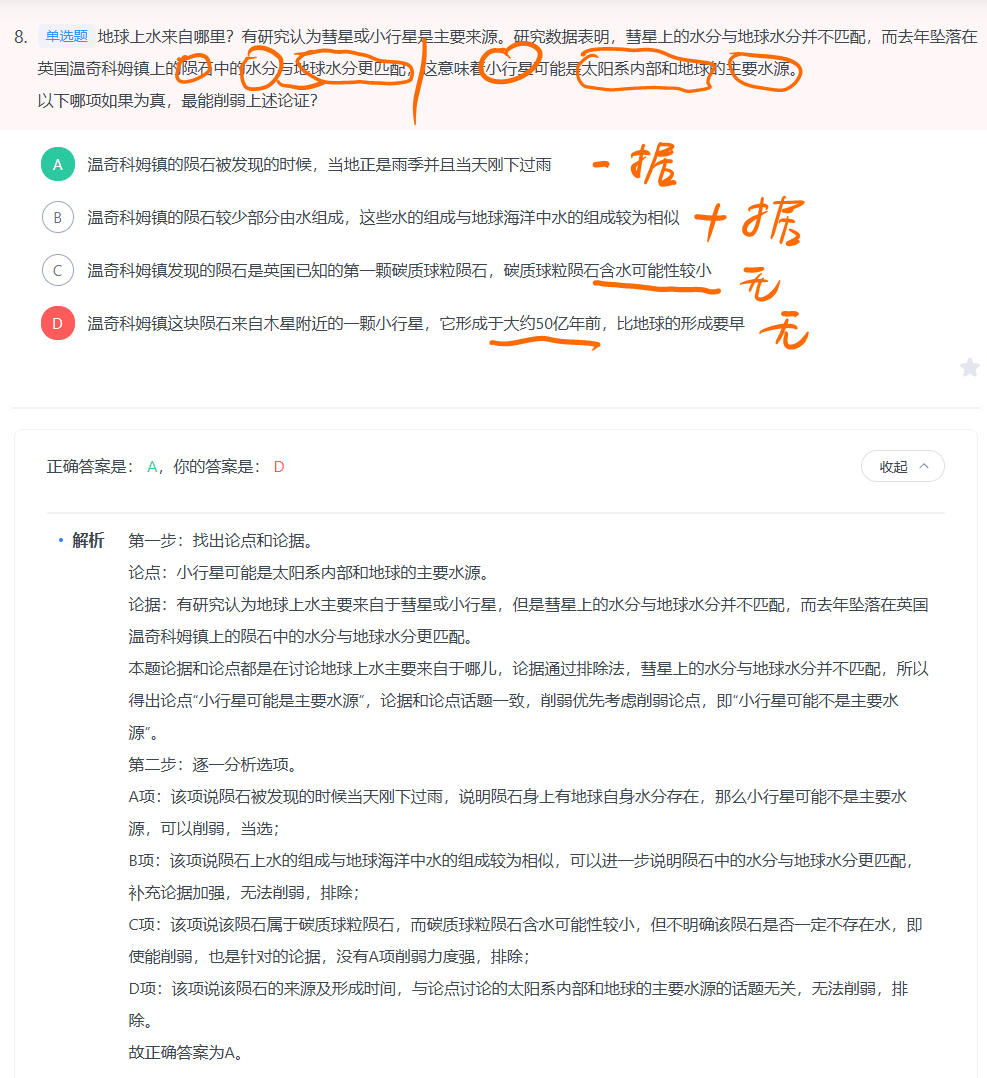 8. 单选题 地球上水来自哪里？有研究认为彗星或小行星是主要来源。研究数据表明，彗星上的水分与地球水分并不匹配，而去年坠落在
英国温奇科姆镇上的陨石中的水分与地球水分更匹配，这意味着小行星可能是太阳系内部和地球的主要水源。
以下哪项如果为真，最能削弱上述论证？
A 温奇科姆镇的陨石被发现的时候，当地正是雨季并且当天刚下过雨 - 据
B 温奇科姆镇的陨石较少部分由水组成，这些水的组成与地球海洋中水的组成较为相似 + 据
C 温奇科姆镇发现的陨石是英国已知的第一颗碳质球粒陨石，碳质球粒陨石含水可能性较小 无
D 温奇科姆镇这块陨石来自木星附近的一颗小行星，它形成于大约50亿年前，比地球的形成要早 无
正确答案是： A，你的答案是： D
收起
• 解析 第一步：找出论点和论据。
论点：小行星可能是太阳系内部和地球的主要水源。
论据：有研究认为地球上水主要来自于彗星或小行星，但是彗星上的水分与地球水分并不匹配，而去年坠落在英国
温奇科姆镇上的陨石中的水分与地球水分更匹配。
本题论据和论点都是在讨论地球上水主要来自于哪儿，论据通过排除法，彗星上的水分与地球水分并不匹配，所以
得出论点“小行星可能是主要水源”，论据和论点话题一致，削弱优先考虑削弱论点，即“小行星可能不是主要水
源”。
第二步：逐一分析选项。
A项：该项说陨石被发现的时候当天刚下过雨，说明陨石身上有地球自身水分存在，那么小行星可能不是主要水
源，可以削弱，当选；
B项：该项说陨石上水的组成与地球海洋中水的组成较为相似，可以进一步说明陨石中的水分与地球水分更匹配，
补充论据加强，无法削弱，排除；
C项：该项说该陨石属于碳质球粒陨石，而碳质球粒陨石含水可能性较小，但不明确该陨石是否一定不存在水，即
使能削弱，也是针对的论据，没有A项削弱力度强，排除；
D项：该项说该陨石的来源及形成时间，与论点讨论的太阳系内部和地球的主要水源的话题无关，无法削弱，排
除。
故正确答案为A。